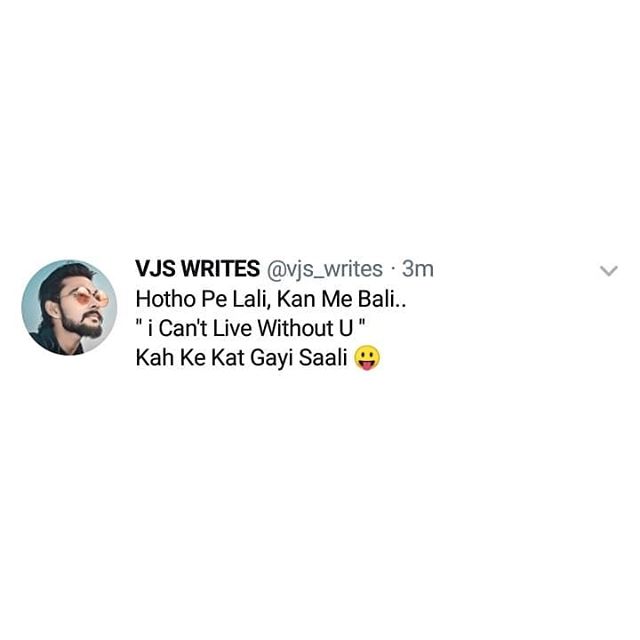 VJS WRITES @vjs_writes · 3m
Hotho Pe Lali, Kan Me Bali..
" i Can't Live Without U "
Kah Ke Kat Gayi Saali 😛